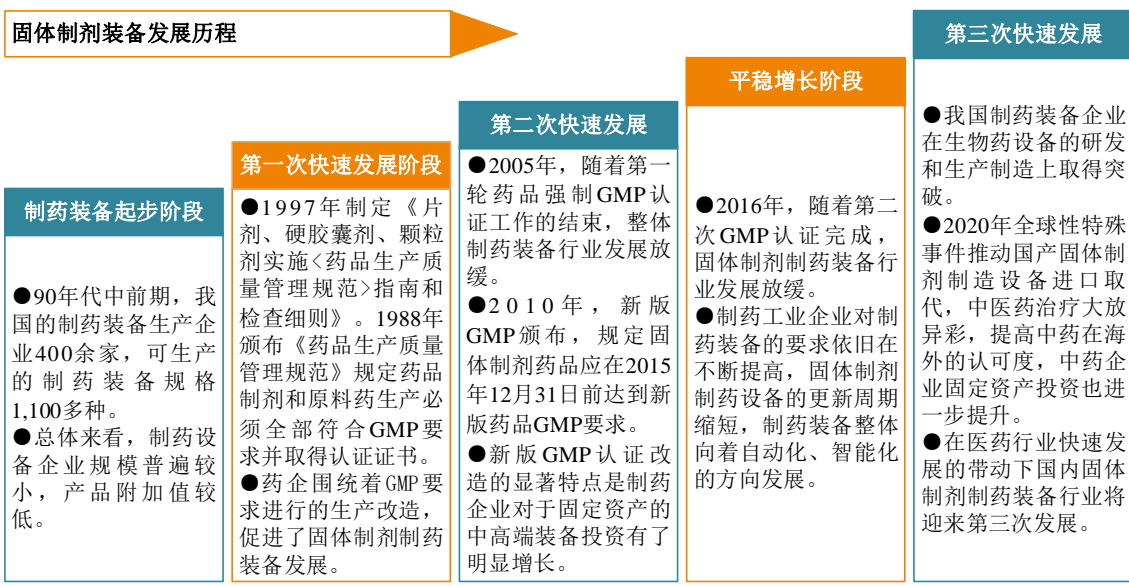 固体制剂装备发展历程
制药装备起步阶段
●90年代中前期，我
国的制药装备生产企
业400余家，可生产
的制药装备规格
1,100多种。
●总体来看，制药设
备企业规模普遍较
小，产品附加值较
低。
第一次快速发展阶段
●1997年制定《片
剂、硬胶囊剂、颗粒
剂实施<药品生产质
量管理规范>指南和
检查细则》。1988年
颁布《药品生产质量
管理规范》规定药品
制剂和原料药生产必
须全部符合GMP要
求并取得认证证书。
●药企围统着GMP要
求进行的生产改造，
促进了固体制剂制药
装备发展。
第二次快速发展
●2005年，随着第一
轮药品强制GMP认
证工作的结束，整体
制药装备行业发展放
缓。
●2010年，新版
GMP颁布，规定固
体制剂药品应在2015
年12月31日前达到新
版药品GMP要求。
●新版GMP认证改
造的显著特点是制药
企业对于固定资产的
中高端装备投资有了
明显增长。
平稳增长阶段
●2016年，随着第二
次GMP认证完成，
固体制剂制药装备行
业发展放缓。
●制药工业企业对制
药装备的要求依旧在
不断提高，固体制剂
制药设备的更新周期
缩短，制药装备整体
向着自动化、智能化
的方向发展。
第三次快速发展
●我国制药装备企业
在生物药设备的研发
和生产制造上取得突
破。
●2020年全球性特殊
事件推动国产固体制
剂制造设备进口取
代，中医药治疗大放
异彩，提高中药在海
外的认可度，中药企
业固定资产投资也进
一步提升。
●在医药行业快速发
展的带动下国内固体
制剂制药装备行业将
迎来第三次发展。